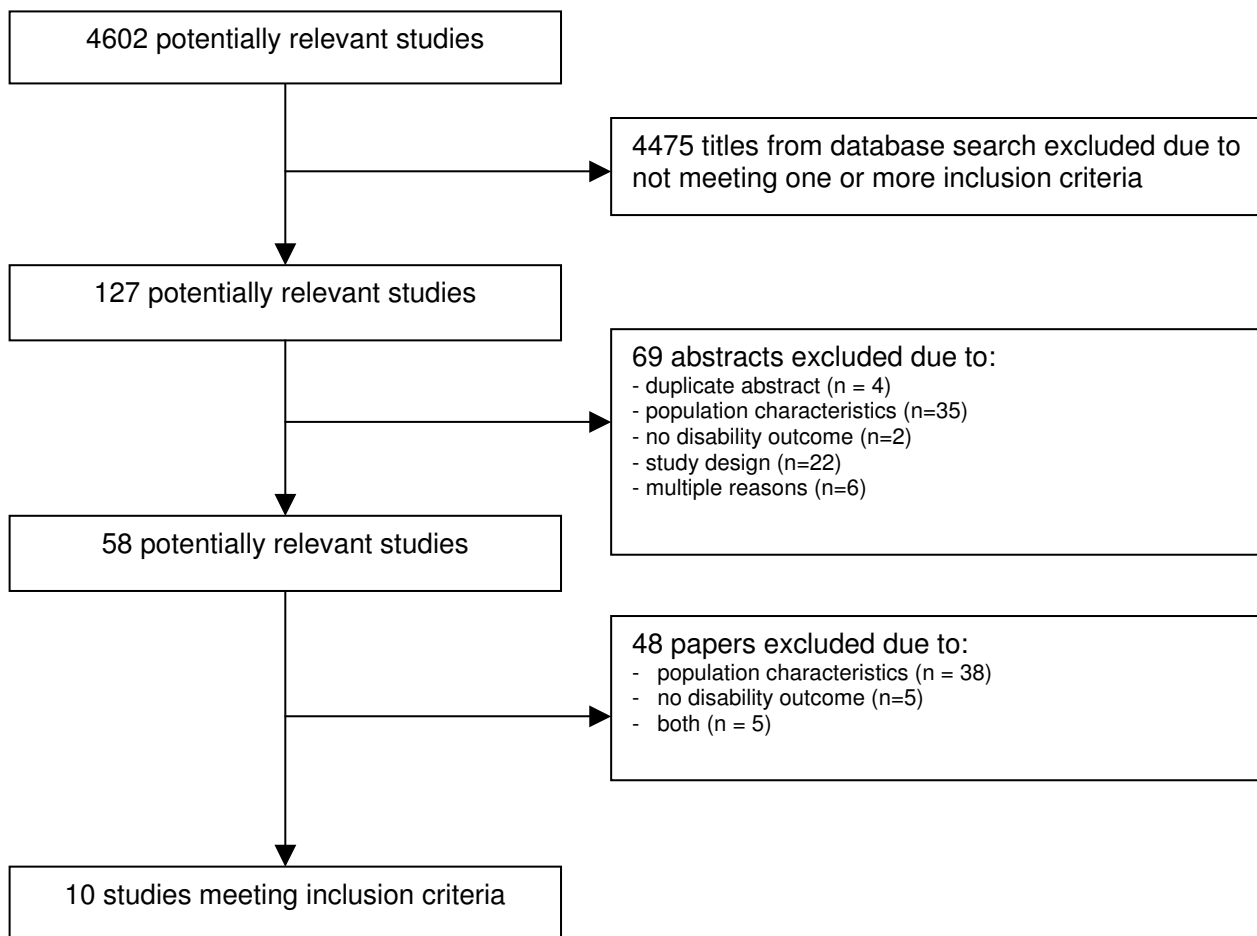 4602 potentially relevant studies
4475 titles from database search excluded due to
not meeting one or more inclusion criteria
127 potentially relevant studies
69 abstracts excluded due to:
- duplicate abstract (n = 4)
- population characteristics (n=35)
- no disability outcome (n=2)
- study design (n=22)
- multiple reasons (n=6)
58 potentially relevant studies
48 papers excluded due to:
- population characteristics (n = 38)
- no disability outcome (n=5)
- both (n = 5)
10 studies meeting inclusion criteria